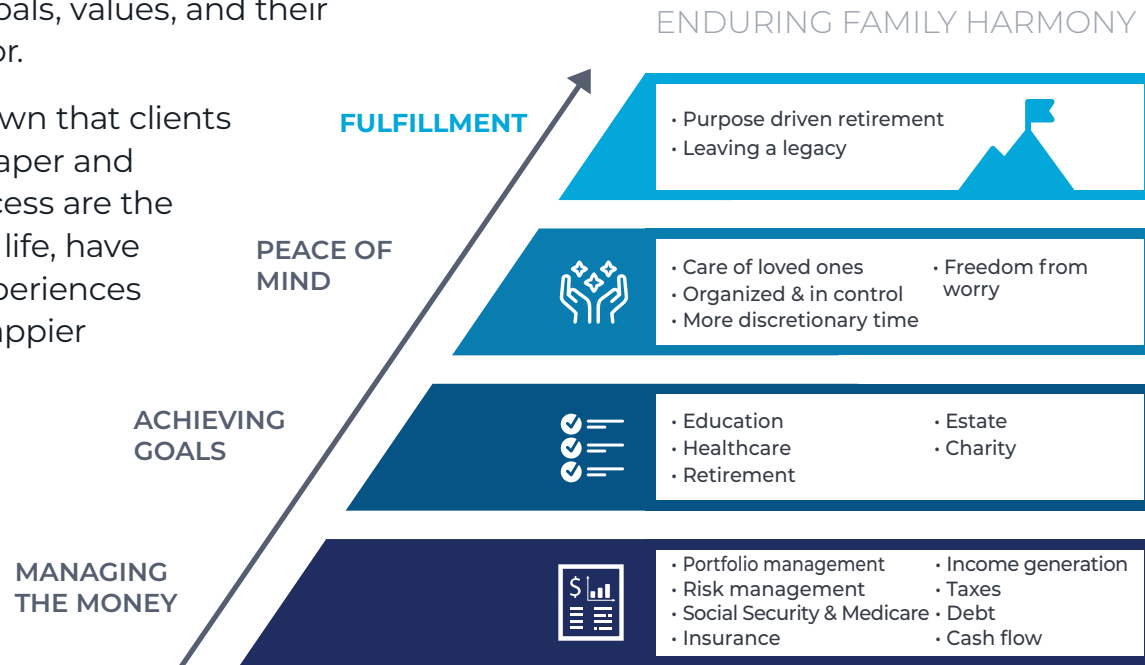 oals, values, and their
or.
wn that clients
aper and
cess are the
life, have
periences
appier
ENDURING FAMILY HARMONY
FULFILLMENT
• Purpose driven retirement
• Leaving a legacy
PEACE OF
MIND
• Care of loved ones
• Organized & in control
• More discretionary time
• Freedom from
worry
ACHIEVING
GOALS
• Education
• Healthcare
• Retirement
• Estate
• Charity
MANAGING
THE MONEY
$
• Portfolio management
• Risk management
• Social Security & Medicare
• Insurance
• Income generation
• Taxes
• Debt
• Cash flow